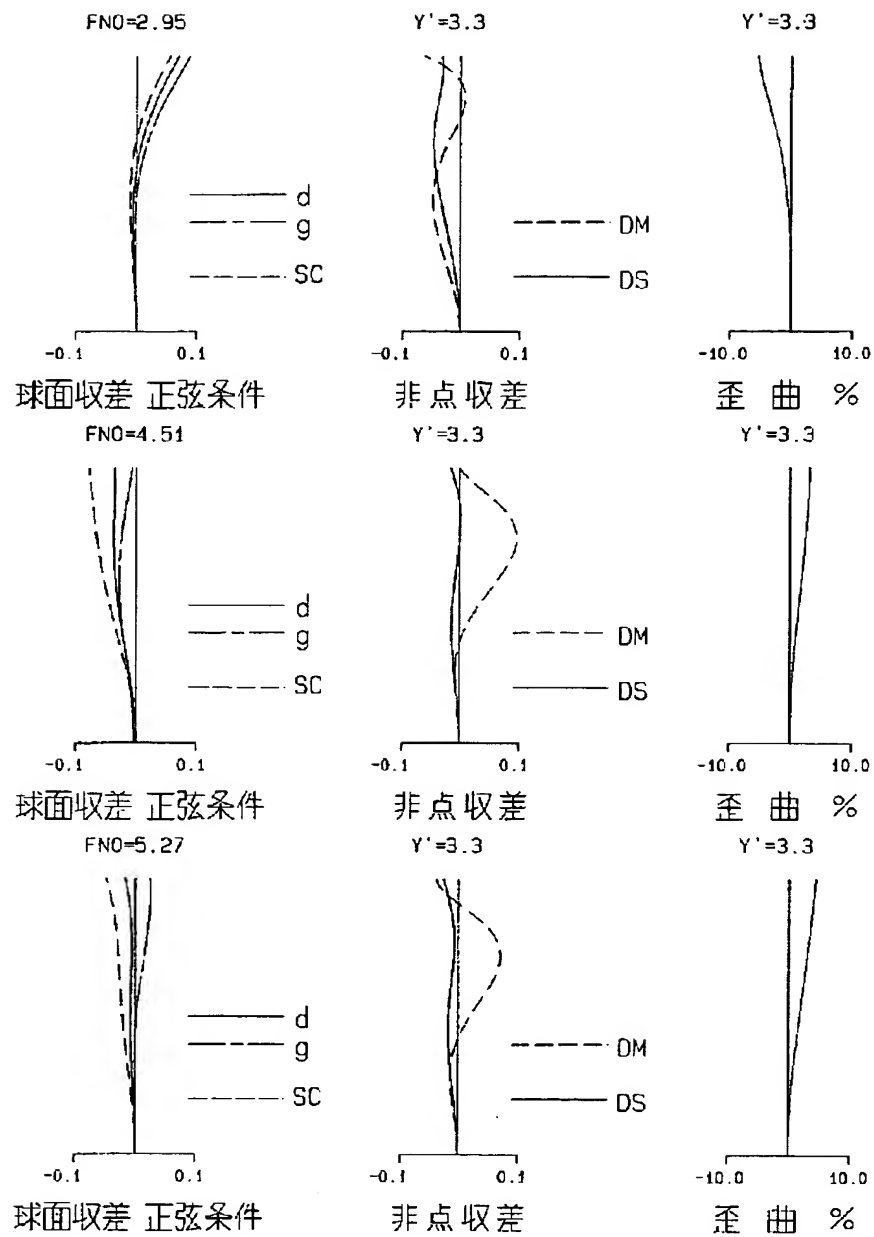 FNO=2.95 Y'=3.3 Y'=3.3
d
g
SC
DM
DS
-0.1 0.1 -0.1 0.1 -10.0 10.0
球面収差 正弦条件 非点収差 歪曲 %
FNO=4.51 Y'=3.3 Y'=3.3
d
g
SC
DM
DS
-0.1 0.1 -0.1 0.1 -10.0 10.0
球面収差 正弦条件 非点収差 歪曲 %
FNO=5.27 Y'=3.3 Y'=3.3
d
g
SC
DM
DS
-0.1 0.1 -0.1 0.1 -10.0 10.0
球面収差 正弦条件 非点収差 歪曲 %